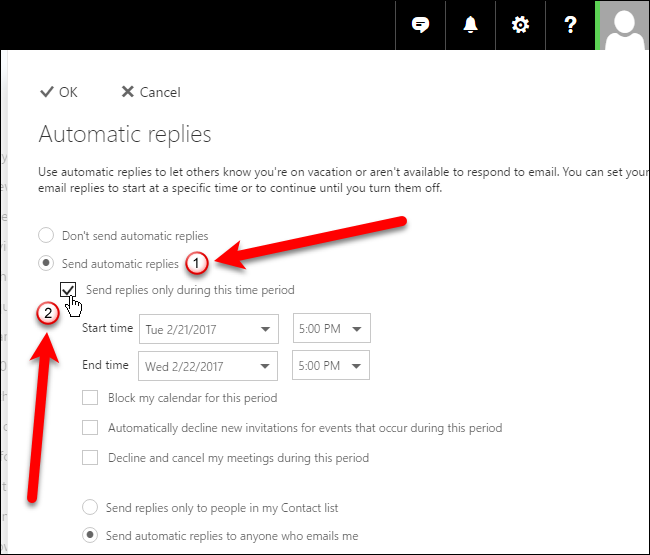 ?
OK Cancel
Automatic replies
Use automatic replies to let others know you're on vacation or aren't available to respond to email. You can set your
email replies to start at a specific time or to continue until you turn them off.
Don't send automatic replies
Send automatic replies 1
Send replies only during this time period
2
Start time Tue 2/21/2017 5:00 PM
End time Wed 2/22/2017 5:00 PM
Block my calendar for this period
Automatically decline new invitations for events that occur during this period
Decline and cancel my meetings during this period
Send replies only to people in my Contact list
Send automatic replies to anyone who emails me